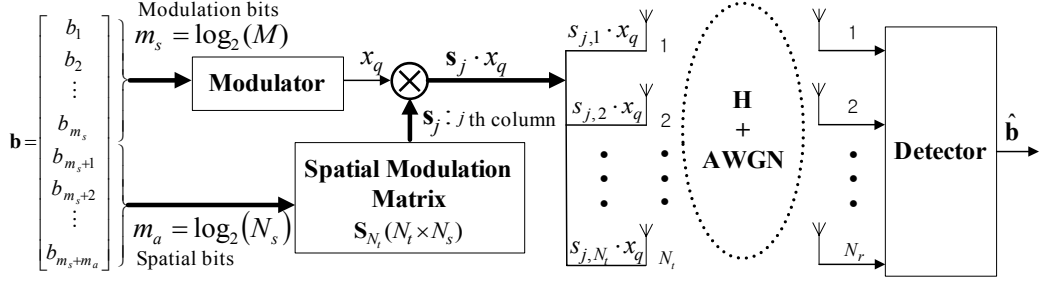 Modulation bits
m_s = log_2(M)
b = [b_1 b_2 ⋮ b_{m_s} b_{m_s+1} b_{m_s+2} ⋮ b_{m_s+m_a}]
Modulator
x_q
s_j · x_q
s_j : j th column
Spatial Modulation
Matrix
S_{N_t}(N_t × N_s)
m_a = log_2(N_s)
Spatial bits
s_{j,1} · x_q
1
s_{j,2} · x_q
2
s_{j,N_t} · x_q
N_t
H
+
AWGN
1
2
N_r
Detector
b̂